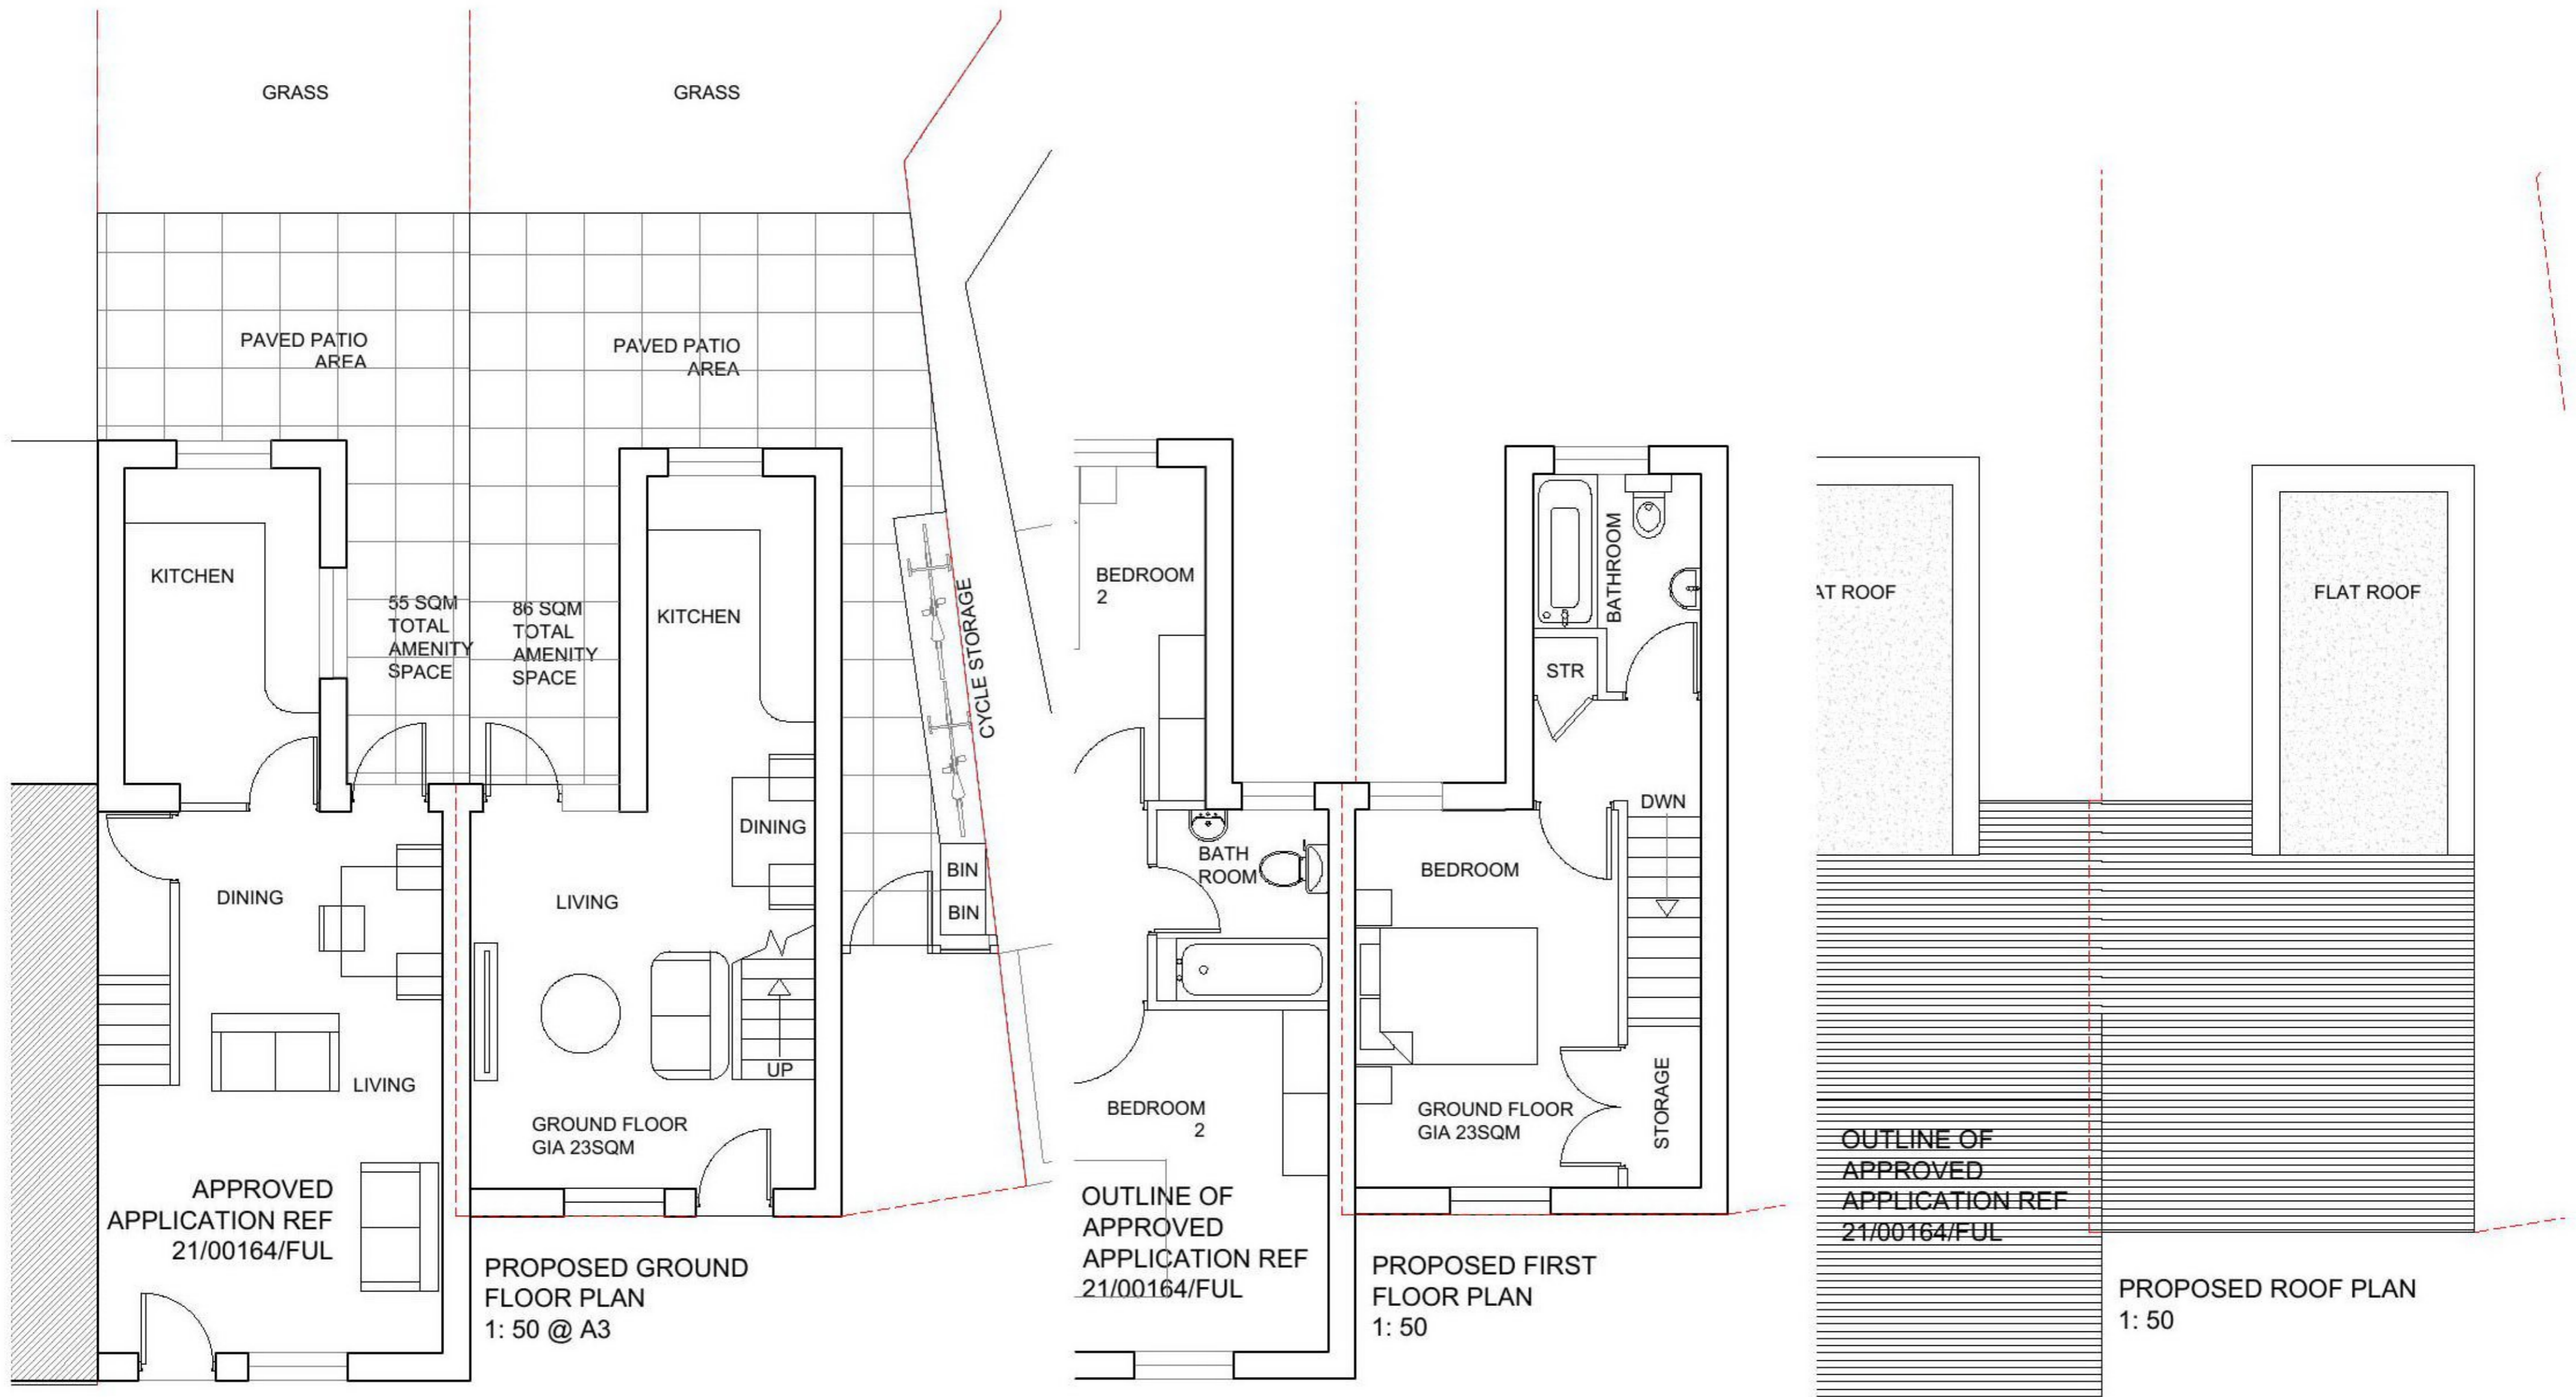 GRASS
GRASS
PAVED PATIO
AREA
PAVED PATIO
AREA
KITCHEN
55 SQM
TOTAL
AMENITY
SPACE
86 SQM
TOTAL
AMENITY
SPACE
KITCHEN
CYCLE STORAGE
DINING
BIN
BIN
DINING
LIVING
LIVING
UP
GROUND FLOOR
GIA 23SQM
APPROVED
APPLICATION REF
21/00164/FUL
PROPOSED GROUND
FLOOR PLAN
1: 50 @ A3
BEDROOM
2
BATHROOM
STR
DWN
BATH
ROOM
BEDROOM
BEDROOM
2
GROUND FLOOR
GIA 23SQM
STORAGE
OUTLINE OF
APPROVED
APPLICATION REF
21/00164/FUL
PROPOSED FIRST
FLOOR PLAN
1: 50
AT ROOF
FLAT ROOF
OUTLINE OF
APPROVED
APPLICATION REF
21/00164/FUL
PROPOSED ROOF PLAN
1: 50